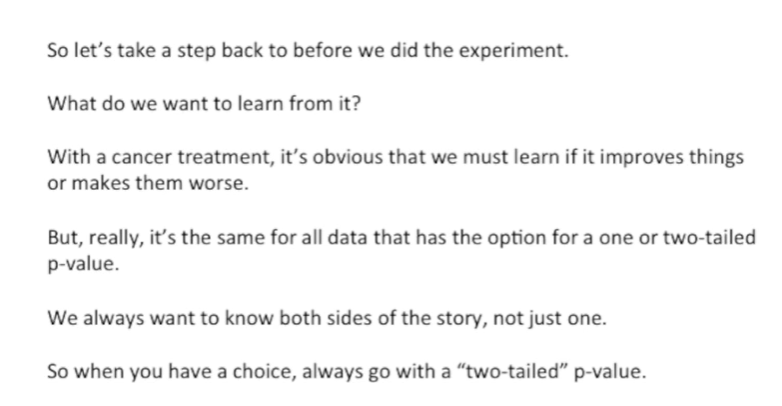 So let's take a step back to before we did the experiment.
What do we want to learn from it?
With a cancer treatment, it's obvious that we must learn if it improves things
or makes them worse.
But, really, it's the same for all data that has the option for a one or two-tailed
p-value.
We always want to know both sides of the story, not just one.
So when you have a choice, always go with a “two-tailed” p-value.